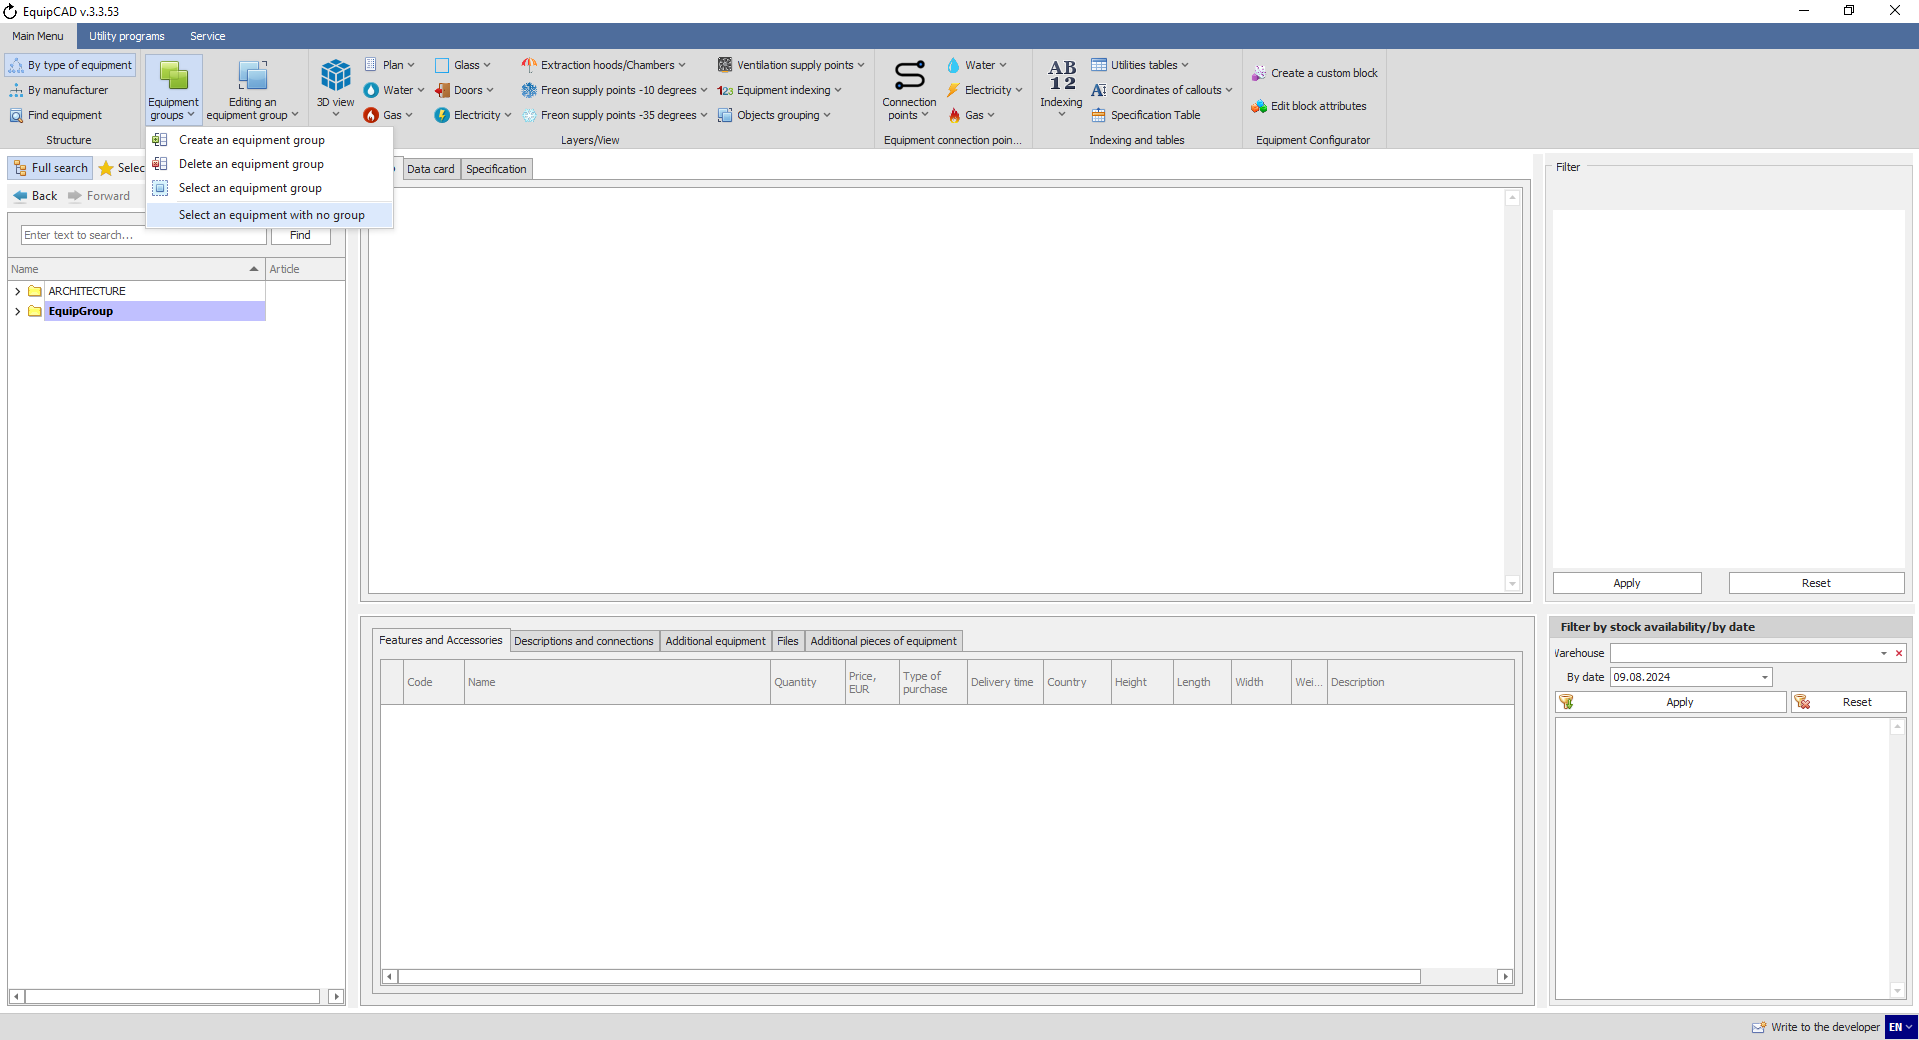 EquipCAD v.3.3.53
Main Menu
Utility programs
Service
By type of equipment
By manufacturer
Find equipment
Structure
Equipment
groups
Editing an
equipment group
3D view
Plan
Water
Gas
Glass
Doors
Electricity
Extraction hoods/Chambers
Freon supply points -10 degrees
Freon supply points -35 degrees
Ventilation supply points
123 Equipment indexing
Objects grouping
Layers/View
Connection
points
Water
Electricity
Gas
Equipment connection poin...
AB
12
Indexing
Utilities tables
Coordinates of callouts
Specification Table
Indexing and tables
Create a custom block
Edit block attributes
Equipment Configurator
Create an equipment group
Delete an equipment group
Select an equipment group
Select an equipment with no group
Full search
Selec
Back
Forward
Enter text to search...
Find
Name
Article
ARCHITECTURE
EquipGroup
Data card
Specification
Filter
Apply
Reset
Features and Accessories
Descriptions and connections
Additional equipment
Files
Additional pieces of equipment
Code
Name
Quantity
Price,
EUR
Type of
purchase
Delivery time
Country
Height
Length
Width
Wei...
Description
Filter by stock availability/by date
Varehouse
By date
09.08.2024
Apply
Reset
Write to the developer
EN